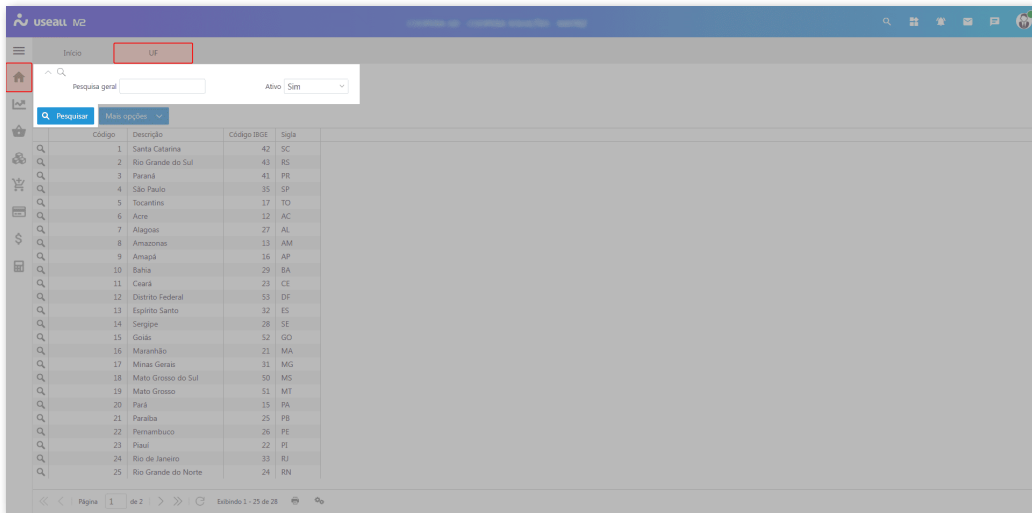 useall M2
Início UF
Pesquisa geral Ativo Sim
Pesquisar Mais opções
Código Descrição Código IBGE Sigla
1 Santa Catarina 42 SC
2 Rio Grande do Sul 43 RS
3 Paraná 41 PR
4 São Paulo 35 SP
5 Tocantins 17 TO
6 Acre 12 AC
7 Alagoas 27 AL
8 Amazonas 13 AM
9 Amapá 16 AP
10 Bahia 29 BA
11 Ceará 23 CE
12 Distrito Federal 53 DF
13 Espírito Santo 32 ES
14 Sergipe 28 SE
15 Goiás 52 GO
16 Maranhão 21 MA
17 Minas Gerais 31 MG
18 Mato Grosso do Sul 50 MS
19 Mato Grosso 51 MT
20 Pará 15 PA
21 Paraíba 25 PB
22 Pernambuco 26 PE
23 Piauí 22 PI
24 Rio de Janeiro 33 RJ
25 Rio Grande do Norte 24 RN
Página 1 de 2 Exibindo 1 - 25 de 28